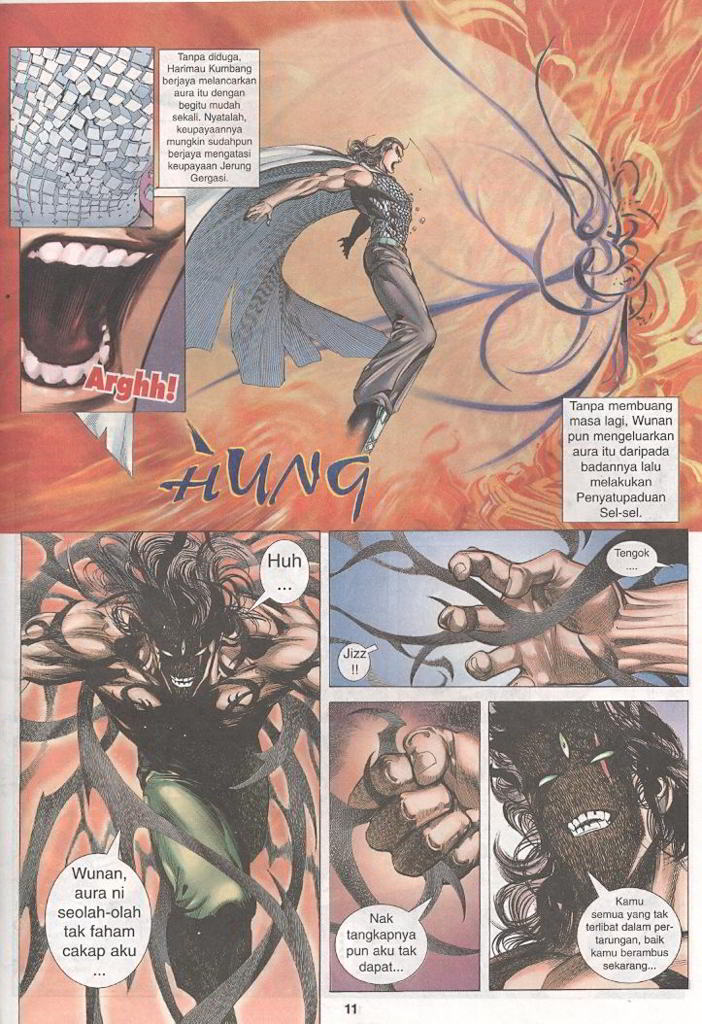 Tanpa diduga,
Harimau Kumbang
berjaya melancarkan
aura itu dengan
begitu mudah
sekali. Nyatalah,
keupayaannya
mungkin sudahpun
berjaya mengatasi
keupayaan Jerung
Gergasi.
Arghh!
HUNG
Tanpa membuang
masa lagi, Wunan
pun mengeluarkan
aura itu daripada
badannya lalu
melakukan
Penyatupaduan
Sel-sel.
Huh
...
Wunan,
aura ni
seolah-olah
tak faham
cakap aku
...
Tengok
....
Jizz
!!
Nak
tangkapnya
pun aku tak
dapat...
Kamu
semua yang tak
terlibat dalam per-
tarungan, baik
kamu berambus
sekarang...
11